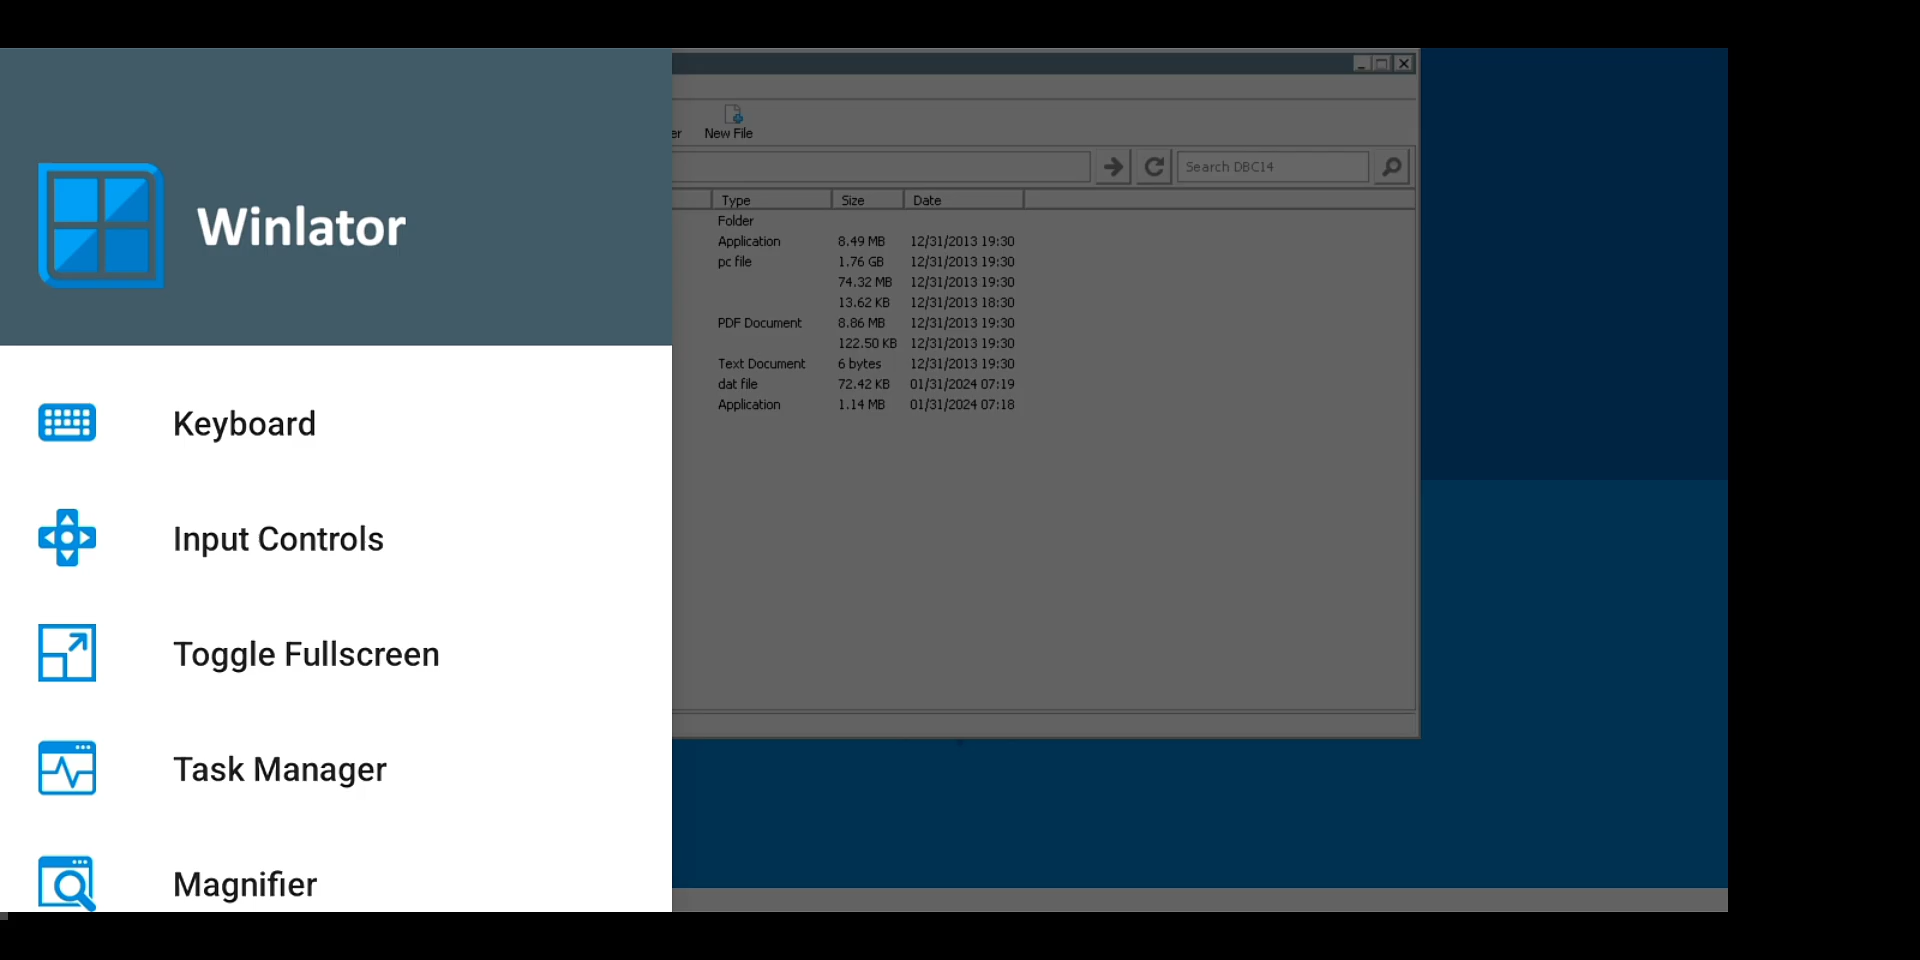 Winlator
Keyboard
Input Controls
Toggle Fullscreen
Task Manager
Magnifier
er New File
Search DBC14
Type Size Date
Folder
Application 8.49 MB 12/31/2013 19:30
pc file 1.76 GB 12/31/2013 19:30
74.32 MB 12/31/2013 19:30
13.62 KB 12/31/2013 18:30
PDF Document 8.86 MB 12/31/2013 19:30
122.50 KB 12/31/2013 19:30
Text Document 6 bytes 12/31/2013 19:30
dat file 72.42 KB 01/31/2024 07:19
Application 1.14 MB 01/31/2024 07:18